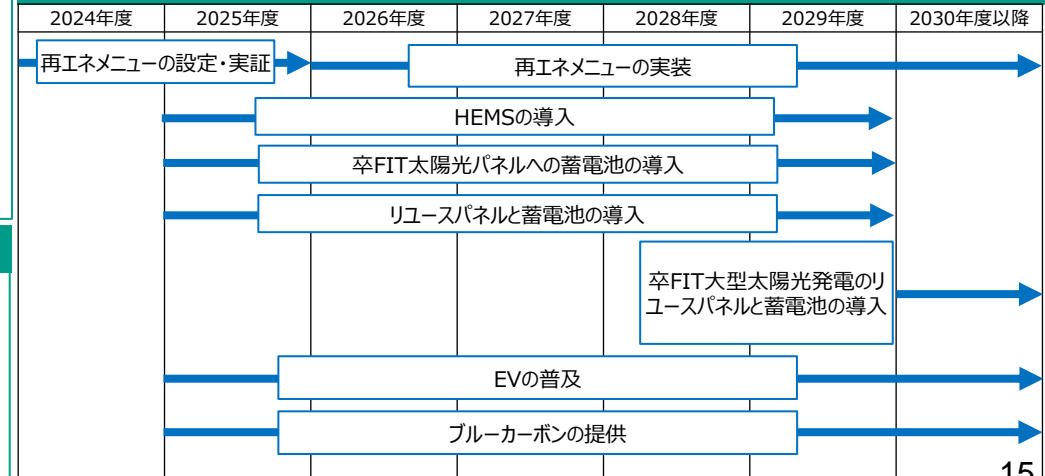 2024年度 2025年度 2026年度 2027年度 2028年度 2029年度 2030年度以降
再エネメニューの設定・実証
再エネメニューの実装
HEMSの導入
卒FIT太陽光パネルへの蓄電池の導入
リユースパネルと蓄電池の導入
卒FIT大型太陽光発電のリ
ユースパネルと蓄電池の導入
EVの普及
ブルーカーボンの提供
15